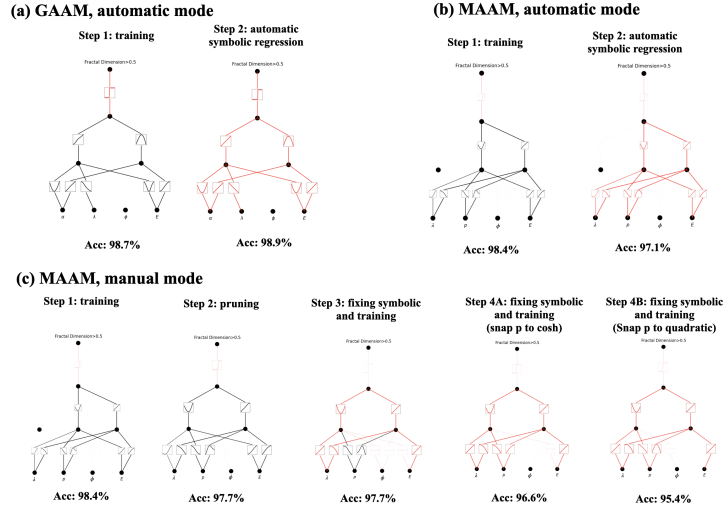 (a) GAAM, automatic mode
Step 1: training
Step 2: automatic
symbolic regression
Fractal Dimension>0.5
Fractal Dimension>0.5
α
λ
ϕ
E
α
λ
ϕ
E
Acc: 98.7%
Acc: 98.9%
(b) MAAM, automatic mode
Step 1: training
Step 2: automatic
symbolic regression
Fractal Dimension>0.5
Fractal Dimension>0.5
λ
p
ϕ
E
λ
p
ϕ
E
Acc: 98.4%
Acc: 97.1%
(c) MAAM, manual mode
Step 1: training
Step 2: pruning
Step 3: fixing symbolic
and training
Step 4A: fixing symbolic
and training
(snap p to cosh)
Step 4B: fixing symbolic
and training
(Snap p to quadratic)
Fractal Dimension>0.5
Fractal Dimension>0.5
Fractal Dimension>0.5
Fractal Dimension>0.5
Fractal Dimension>0.5
λ
p
ϕ
E
λ
p
ϕ
E
λ
p
ϕ
E
λ
p
ϕ
E
λ
p
ϕ
E
Acc: 98.4%
Acc: 97.7%
Acc: 97.7%
Acc: 96.6%
Acc: 95.4%